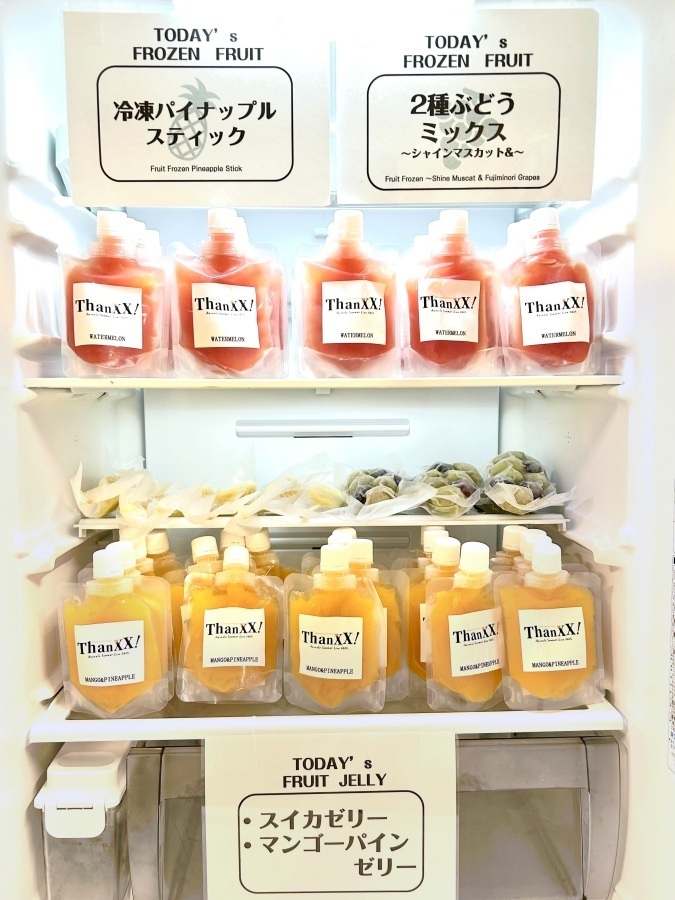 TODAY's
FROZEN FRUIT
冷凍パイナップル
スティック
Fruit Frozen Pineapple Stick
TODAY's
FROZEN FRUIT
2種ぶどう
ミックス
～シャインマスカット&～
Fruit Frozen ～Shine Muscat & Fujiminori Grapes
ThanXX!
WATERMELON
ThanXX!
WATERMELON
ThanXX!
WATERMELON
ThanXX!
WATERMELON
ThanXX!
WATERMELON
ThanXX!
MANGO&PINEAPPLE
ThanXX!
MANGO&PINEAPPLE
ThanXX!
MANGO&PINEAPPLE
ThanXX!
MANGO&PINEAPPLE
ThanXX!
MANGO&PINEAPPLE
TODAY's
FRUIT JELLY
・スイカゼリー
・マンゴーパイン
ゼリー